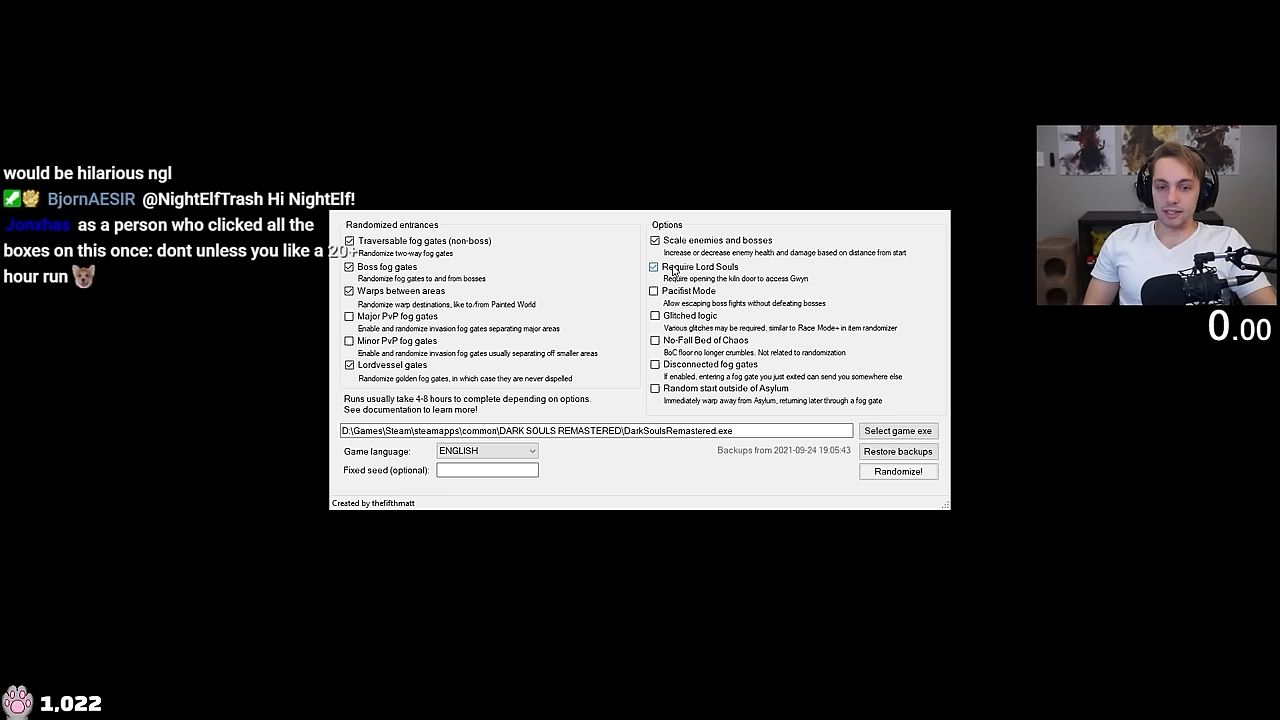 would be hilarious ngl
BjornAESIR @NightElfTrash Hi NightElf!
Jonxhas as a person who clicked all the
boxes on this once: dont unless you like a 20+
hour run
Randomized entrances
Traversable fog gates (non-boss)
Randomize two-way fog gates
Boss fog gates
Randomize fog gates to and from bosses
Warps between areas
Randomize warp destinations, like to/from Painted World
Major PvP fog gates
Enable and randomize invasion fog gates separating major areas
Minor PvP fog gates
Enable and randomize invasion fog gates usually separating off smaller areas
Lordvessel gates
Randomize golden fog gates, in which case they are never dispelled
Runs usually take 4-8 hours to complete depending on options.
See documentation to learn more!
Options
Scale enemies and bosses
Increase or decrease enemy health and damage based on distance from start
Require Lord Souls
Require opening the kiln door to access Gwyn
Pacifist Mode
Allow escaping boss fights without defeating bosses
Glitched logic
Various glitches may be required, similar to Race Mode+ in item randomizer
No-Fall Bed of Chaos
BoC floor no longer crumbles. Not related to randomization
Disconnected fog gates
If enabled, entering a fog gate you just exited can send you somewhere else
Random start outside of Asylum
Immediately warp away from Asylum, returning later through a fog gate
D:\Games\Steam\steamapps\common\DARK SOULS REMASTERED\DarkSoulsRemastered.exe
Select game exe
Game language:
ENGLISH
Backups from 2021-09-24 19:05:43
Restore backups
Fixed seed (optional):
Randomize!
Created by thefifthmatt
0.00
1,022